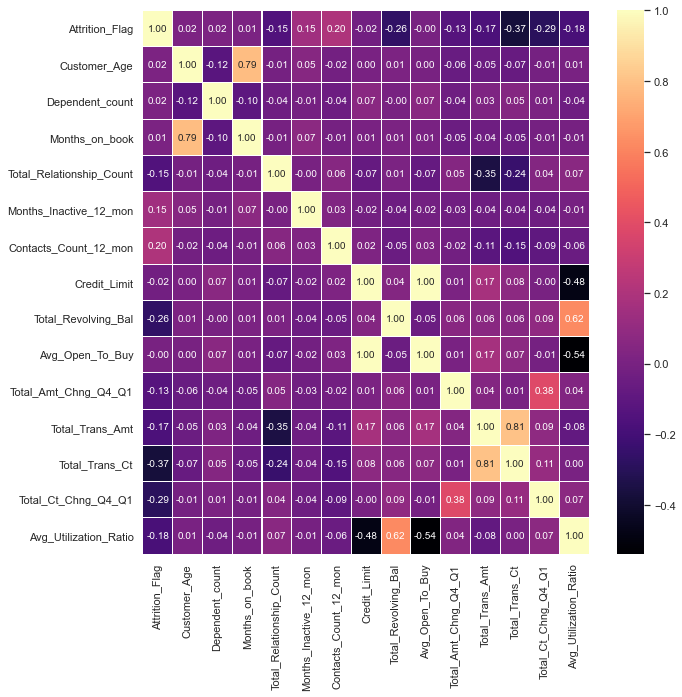 1.0
Attrition_Flag 1.00 0.02 0.02 0.01 -0.15 0.15 0.20 -0.02 -0.26 -0.00 -0.13 -0.17 -0.37 -0.29 -0.18
Customer_Age 0.02 1.00 -0.12 0.79 -0.01 0.05 -0.02 0.00 0.01 0.00 -0.06 -0.05 -0.07 -0.01 0.01
0.8
Dependent_count 0.02 -0.12 1.00 -0.10 -0.04 -0.01 -0.04 0.07 -0.00 0.07 -0.04 0.03 0.05 0.01 -0.04
Months_on_book 0.01 0.79 -0.10 1.00 -0.01 0.07 -0.01 0.01 0.01 0.01 -0.05 -0.04 -0.05 -0.01 -0.01
0.6
Total_Relationship_Count -0.15 -0.01 -0.04 -0.01 1.00 -0.00 0.06 -0.07 0.01 -0.07 0.05 -0.35 -0.24 0.04 0.07
Months_Inactive_12_mon 0.15 0.05 -0.01 0.07 -0.00 1.00 0.03 -0.02 -0.04 -0.02 -0.03 -0.04 -0.04 -0.04 -0.01
0.4
Contacts_Count_12_mon 0.20 -0.02 -0.04 -0.01 0.06 0.03 1.00 0.02 -0.05 0.03 -0.02 -0.11 -0.15 -0.09 -0.06
Credit_Limit -0.02 0.00 0.07 0.01 -0.07 -0.02 0.02 1.00 0.04 1.00 0.01 0.17 0.08 -0.00 -0.48
0.2
Total_Revolving_Bal -0.26 0.01 -0.00 0.01 0.01 -0.04 -0.05 0.04 1.00 -0.05 0.06 0.06 0.06 0.09 0.62
Avg_Open_To_Buy -0.00 0.00 0.07 0.01 -0.07 -0.02 0.03 1.00 -0.05 1.00 0.01 0.17 0.07 -0.01 -0.54
0.0
Total_Amt_Chng_Q4_Q1 -0.13 -0.06 -0.04 -0.05 0.05 -0.03 -0.02 0.01 0.06 0.01 1.00 0.04 0.01 0.38 0.04
Total_Trans_Amt -0.17 -0.05 0.03 -0.04 -0.35 -0.04 -0.11 0.17 0.06 0.17 0.04 1.00 0.81 0.09 -0.08
-0.2
Total_Trans_Ct -0.37 -0.07 0.05 -0.05 -0.24 -0.04 -0.15 0.08 0.06 0.07 0.01 0.81 1.00 0.11 0.00
Total_Ct_Chng_Q4_Q1 -0.29 -0.01 0.01 -0.01 0.04 -0.04 -0.09 -0.00 0.09 -0.01 0.38 0.09 0.11 1.00 0.07
-0.4
Avg_Utilization_Ratio -0.18 0.01 -0.04 -0.01 0.07 -0.01 -0.06 -0.48 0.62 -0.54 0.04 -0.08 0.00 0.07 1.00
Attrition_Flag
Customer_Age
Dependent_count
Months_on_book
Total_Relationship_Count
Months_Inactive_12_mon
Contacts_Count_12_mon
Credit_Limit
Total_Revolving_Bal
Avg_Open_To_Buy
Total_Amt_Chng_Q4_Q1
Total_Trans_Amt
Total_Trans_Ct
Total_Ct_Chng_Q4_Q1
Avg_Utilization_Ratio